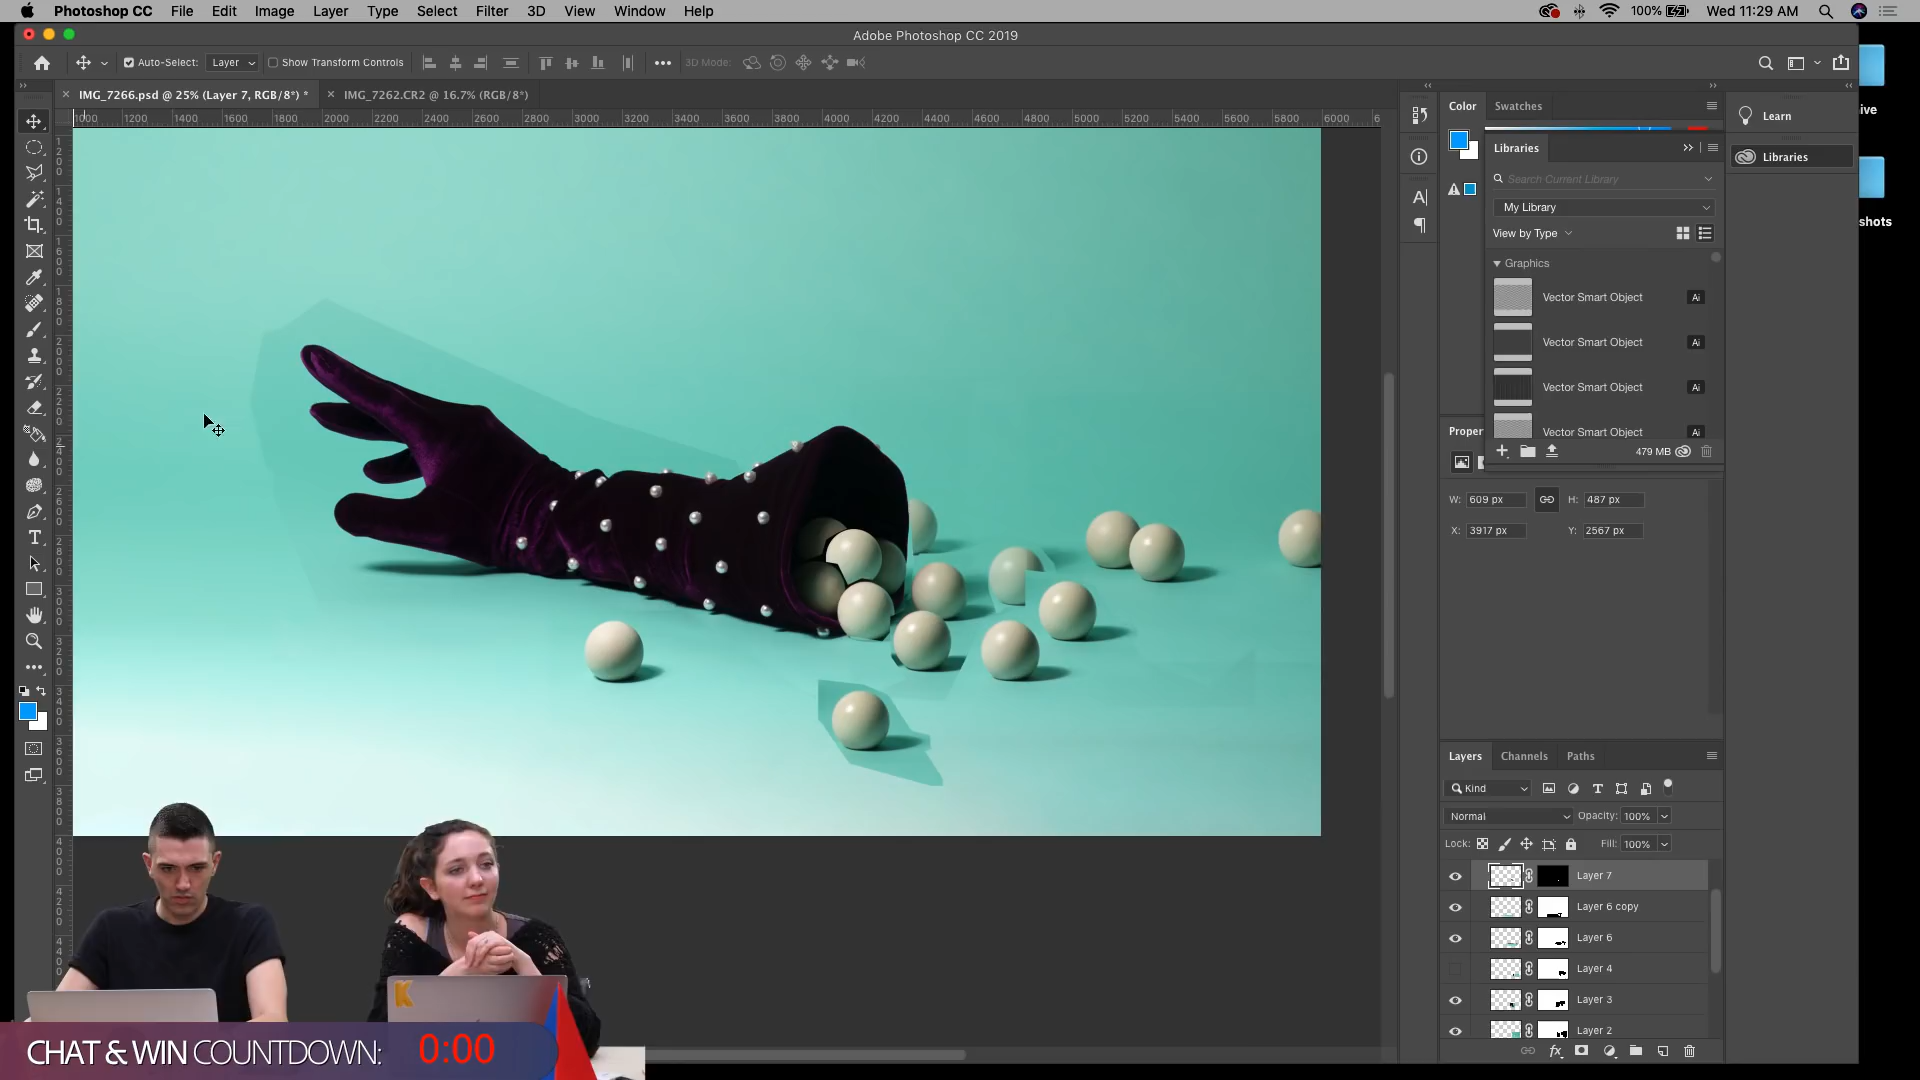 Photoshop CC File Edit Image Layer Type Select Filter 3D View Window Help 100% Wed 11:29 AM
Adobe Photoshop CC 2019
Auto-Select: Layer Show Transform Controls 3D Mode:
IMG_7266.psd @ 25% (Layer 7, RGB/8*) * IMG_7262.CR2 @ 16.7% (RGB/8*)
1000 1200 1400 1600 1800 2000 2200 2400 2600 2800 3000 3200 3400 3600 3800 4000 4200 4400 4600 4800 5000 5200 5400 5600 5800 6000 6
Color Swatches
Learn
ive
Libraries
Libraries
Search Current Library
My Library
shots
View by Type
Graphics
Vector Smart Object Ai
Vector Smart Object Ai
Vector Smart Object Ai
Vector Smart Object Ai
Proper
479 MB
W: 609 px H: 487 px
X: 3917 px Y: 2567 px
Layers Channels Paths
Kind
Normal Opacity: 100%
Lock: Fill: 100%
Layer 7
Layer 6 copy
Layer 6
Layer 4
Layer 3
Layer 2
fx
K
CHAT & WIN COUNTDOWN: 0:00